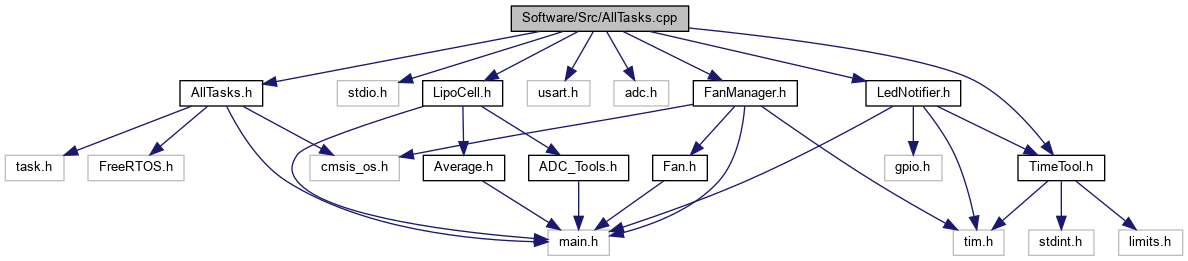 Software/Src/AllTasks.cpp
AllTasks.h
stdio.h
LipoCell.h
usart.h
adc.h
FanManager.h
LedNotifier.h
task.h
FreeRTOS.h
cmsis_os.h
Average.h
ADC_Tools.h
Fan.h
gpio.h
TimeTool.h
main.h
tim.h
stdint.h
limits.h